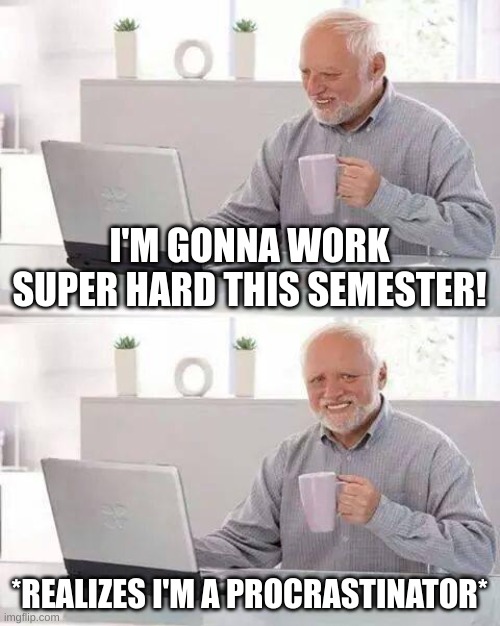 I'M GONNA WORK
SUPER HARD THIS SEMESTER!
*REALIZES I'M A PROCRASTINATOR*
imgflip.com